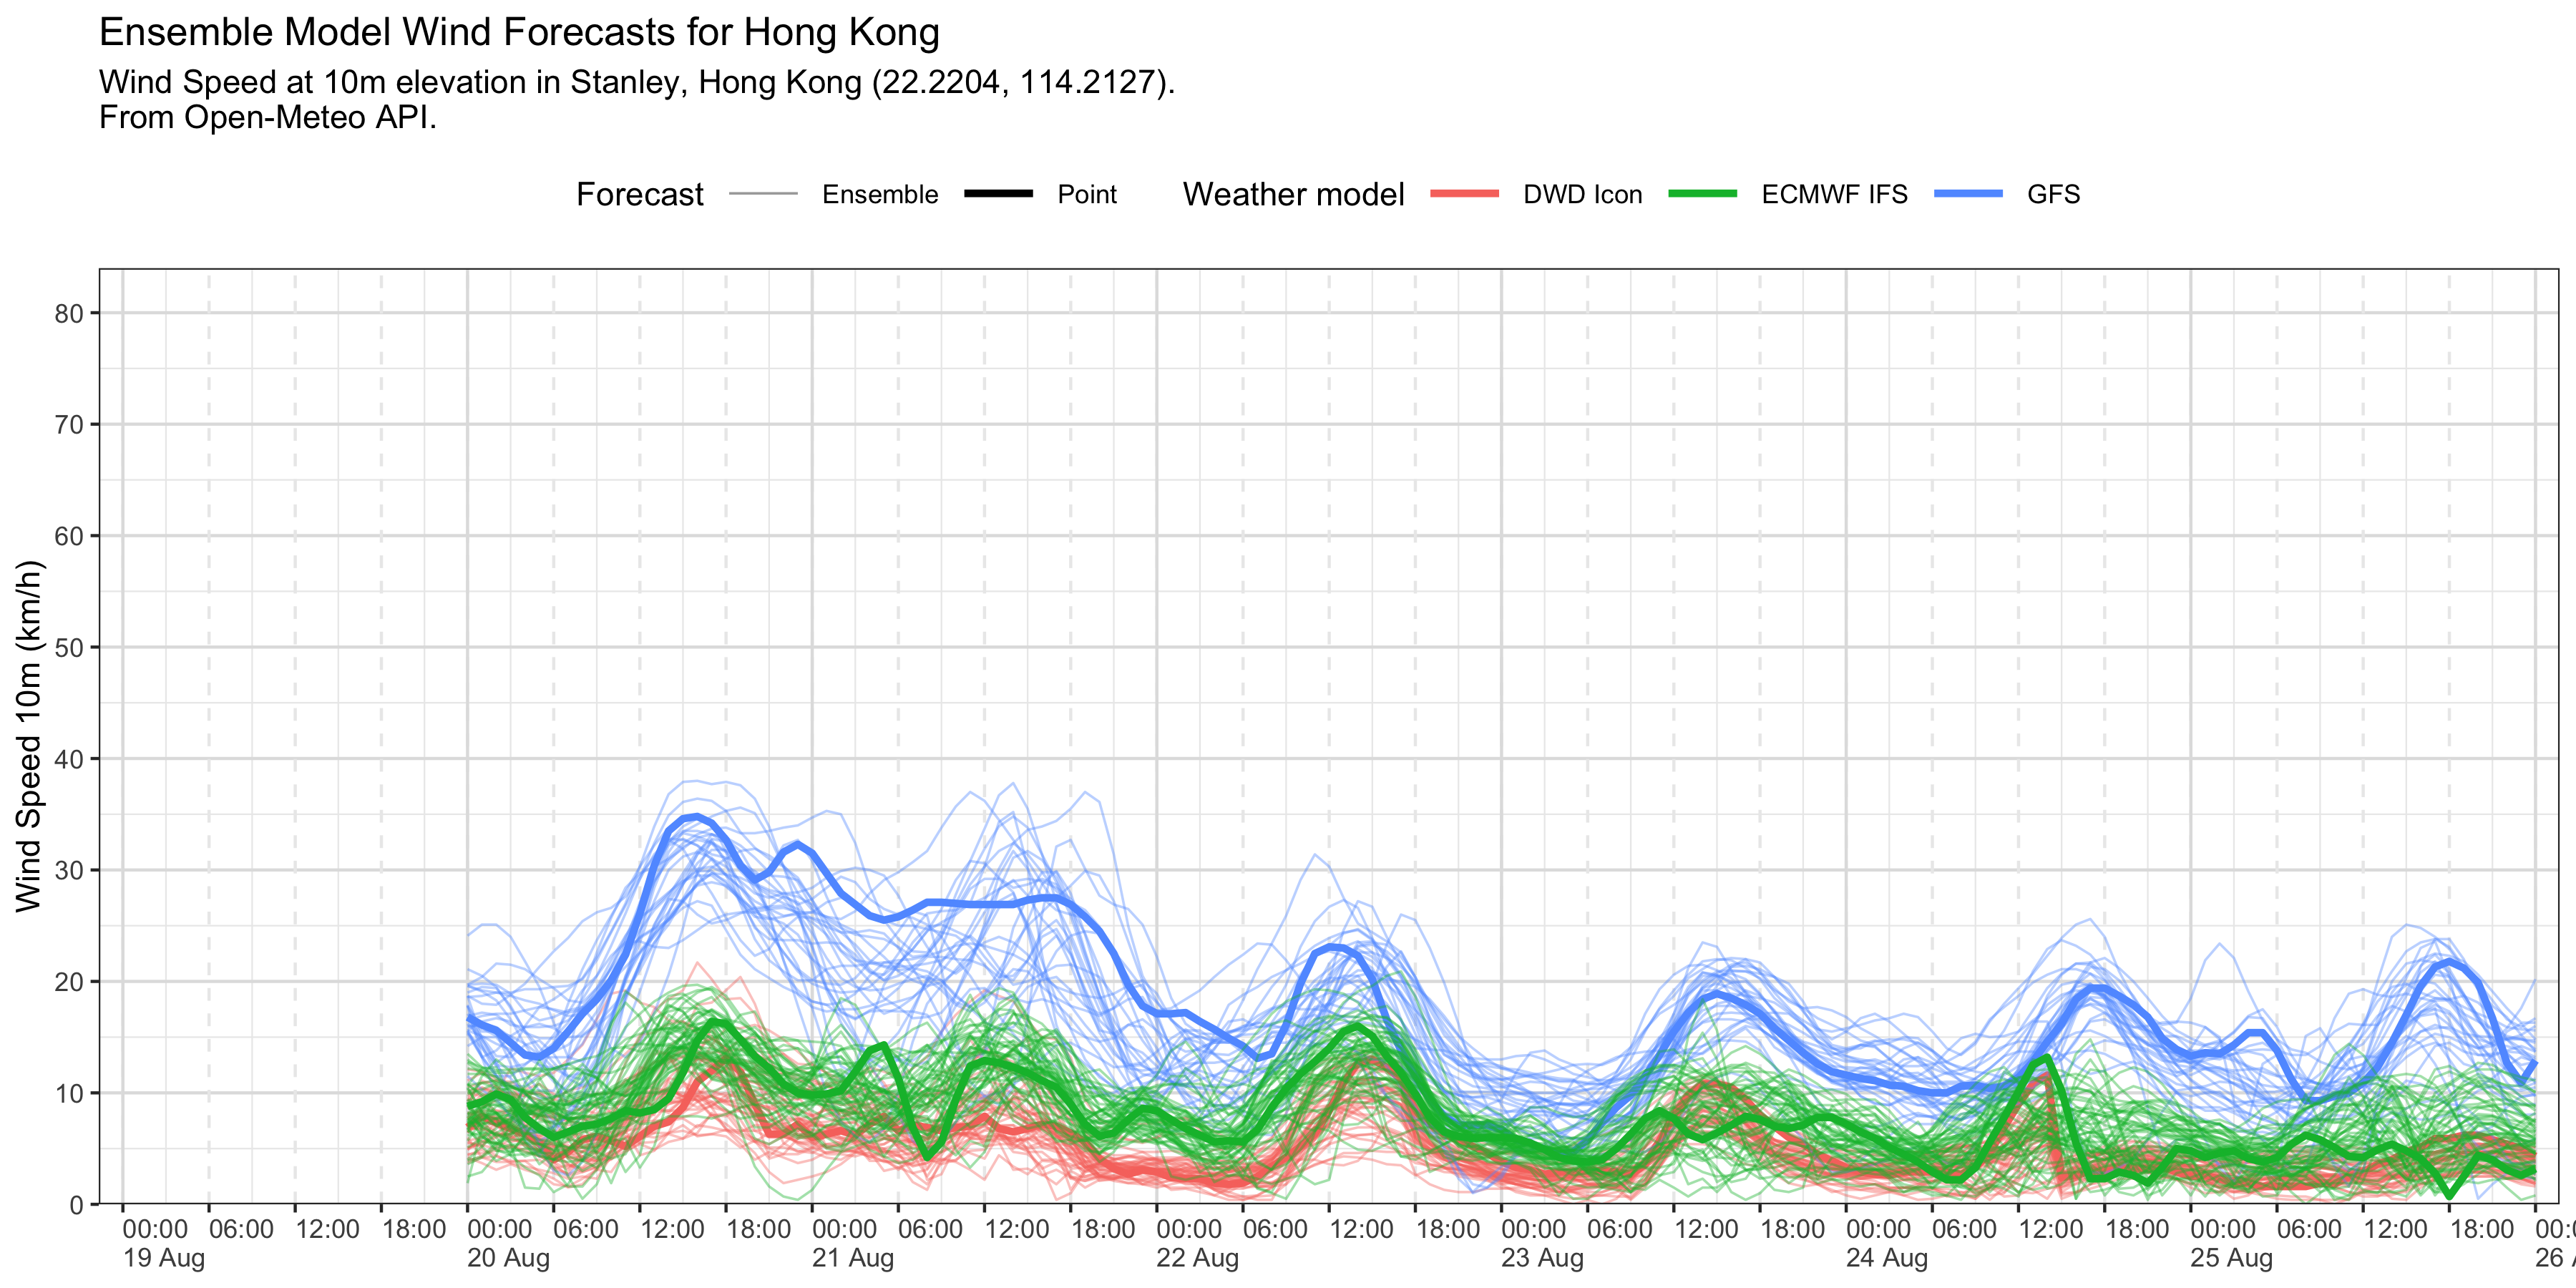 Ensemble Model Wind Forecasts for Hong Kong
Wind Speed at 10m elevation in Stanley, Hong Kong (22.2204, 114.2127).
From Open-Meteo API.
Forecast Ensemble Point Weather model DWD Icon ECMWF IFS GFS
Wind Speed 10m (km/h)
80
70
60
50
40
30
20
10
0
00:00 06:00 12:00 18:00 00:00 06:00 12:00 18:00 00:00 06:00 12:00 18:00 00:00 06:00 12:00 18:00 00:00 06:00 12:00 18:00 00:00 06:00 12:00 18:00 00:00 06:00 12:00 18:00 00:0
19 Aug 20 Aug 21 Aug 22 Aug 23 Aug 24 Aug 25 Aug 26